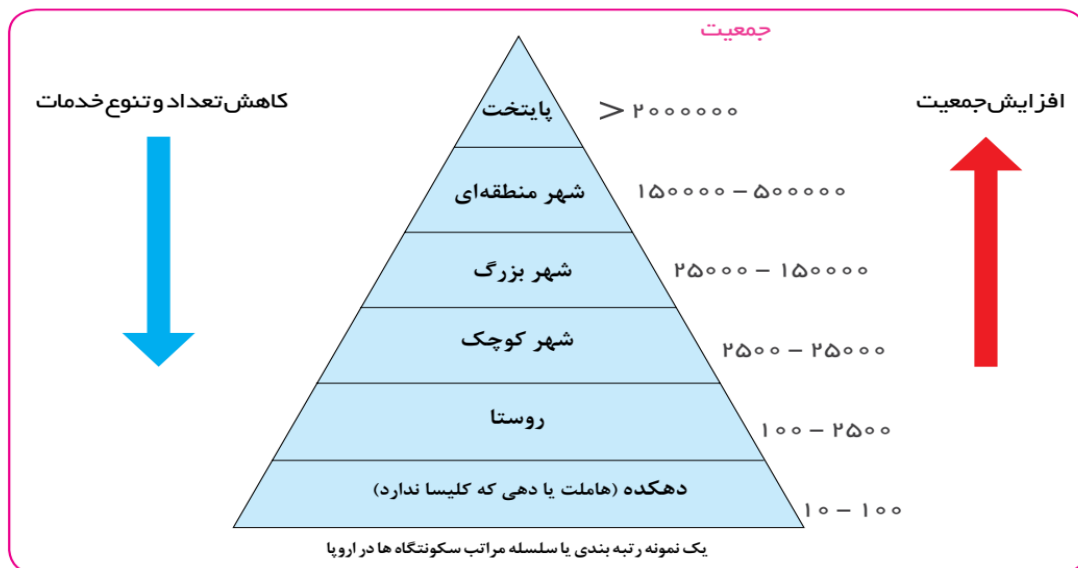 جمعیت
افزایش جمعیت
کاهش تعداد و تنوع خدمات
پایتخت
> ۲۰۰۰۰۰۰
شهر منطقه‌ای
۱۵۰۰۰۰ – ۵۰۰۰۰۰
شهر بزرگ
۲۵۰۰۰ – ۱۵۰۰۰۰
شهر کوچک
۲۵۰۰ – ۲۵۰۰۰
روستا
۱۰۰ – ۲۵۰۰
دهکده (هاملت یا دهی که کلیسا ندارد)
۱۰ – ۱۰۰
یک نمونه رتبه بندی یا سلسله مراتب سکونتگاه ها در اروپا